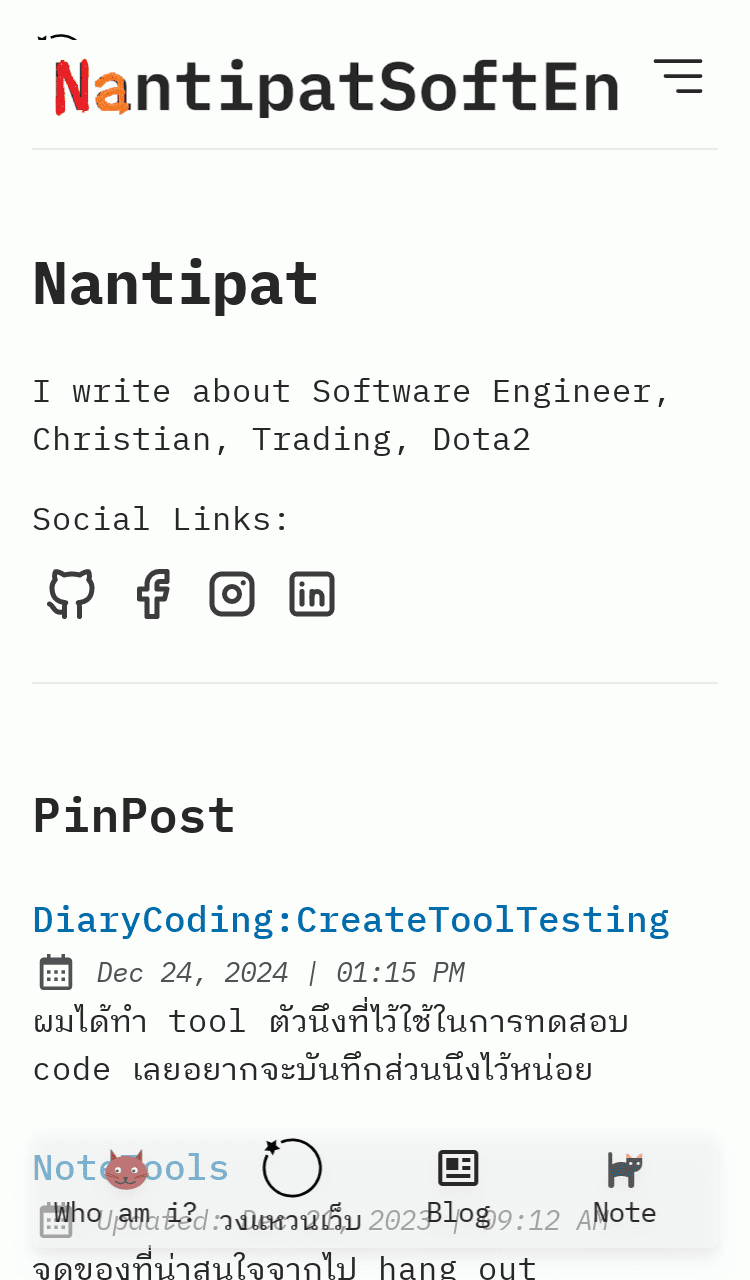 NantipatSoftEn
Nantipat
I write about Software Engineer,
Christian, Trading, Dota2
Social Links:
PinPost
DiaryCoding:CreateToolTesting
Dec 24, 2024 | 01:15 PM
ผมได้ทำ tool ตัวนึงที่ไว้ใช้ในการทดสอบ
code เลยอยากจะบันทึกส่วนนึงไว้หน่อย
Note
ools
Who am i?
วงแหวนเว็บ
Blog
Note
Updated: Dec 26, 2023 | 09:12 AM
จุดของที่น่าสนใจจากไป hang out